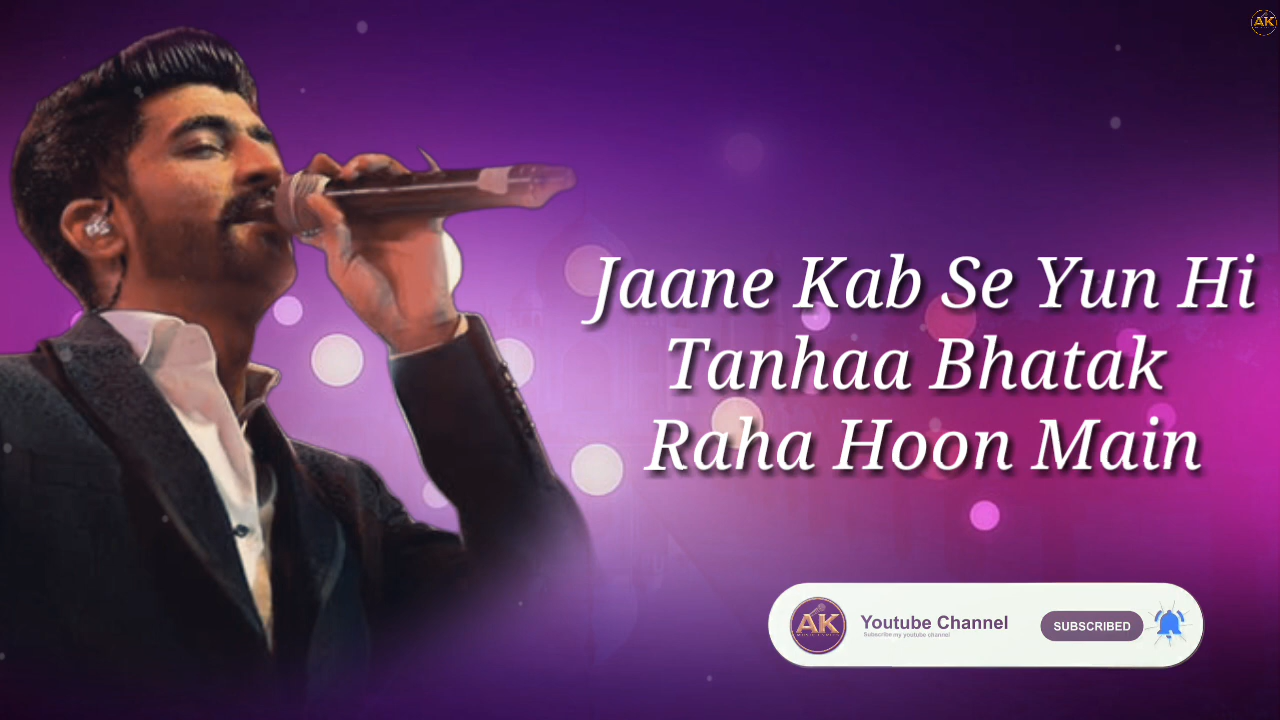 AK
Jaane Kab Se Yun Hi
Tanhaa Bhatak
Raha Hoon Main
AK
Youtube Channel
Subscribe my youtube channel
SUBSCRIBED